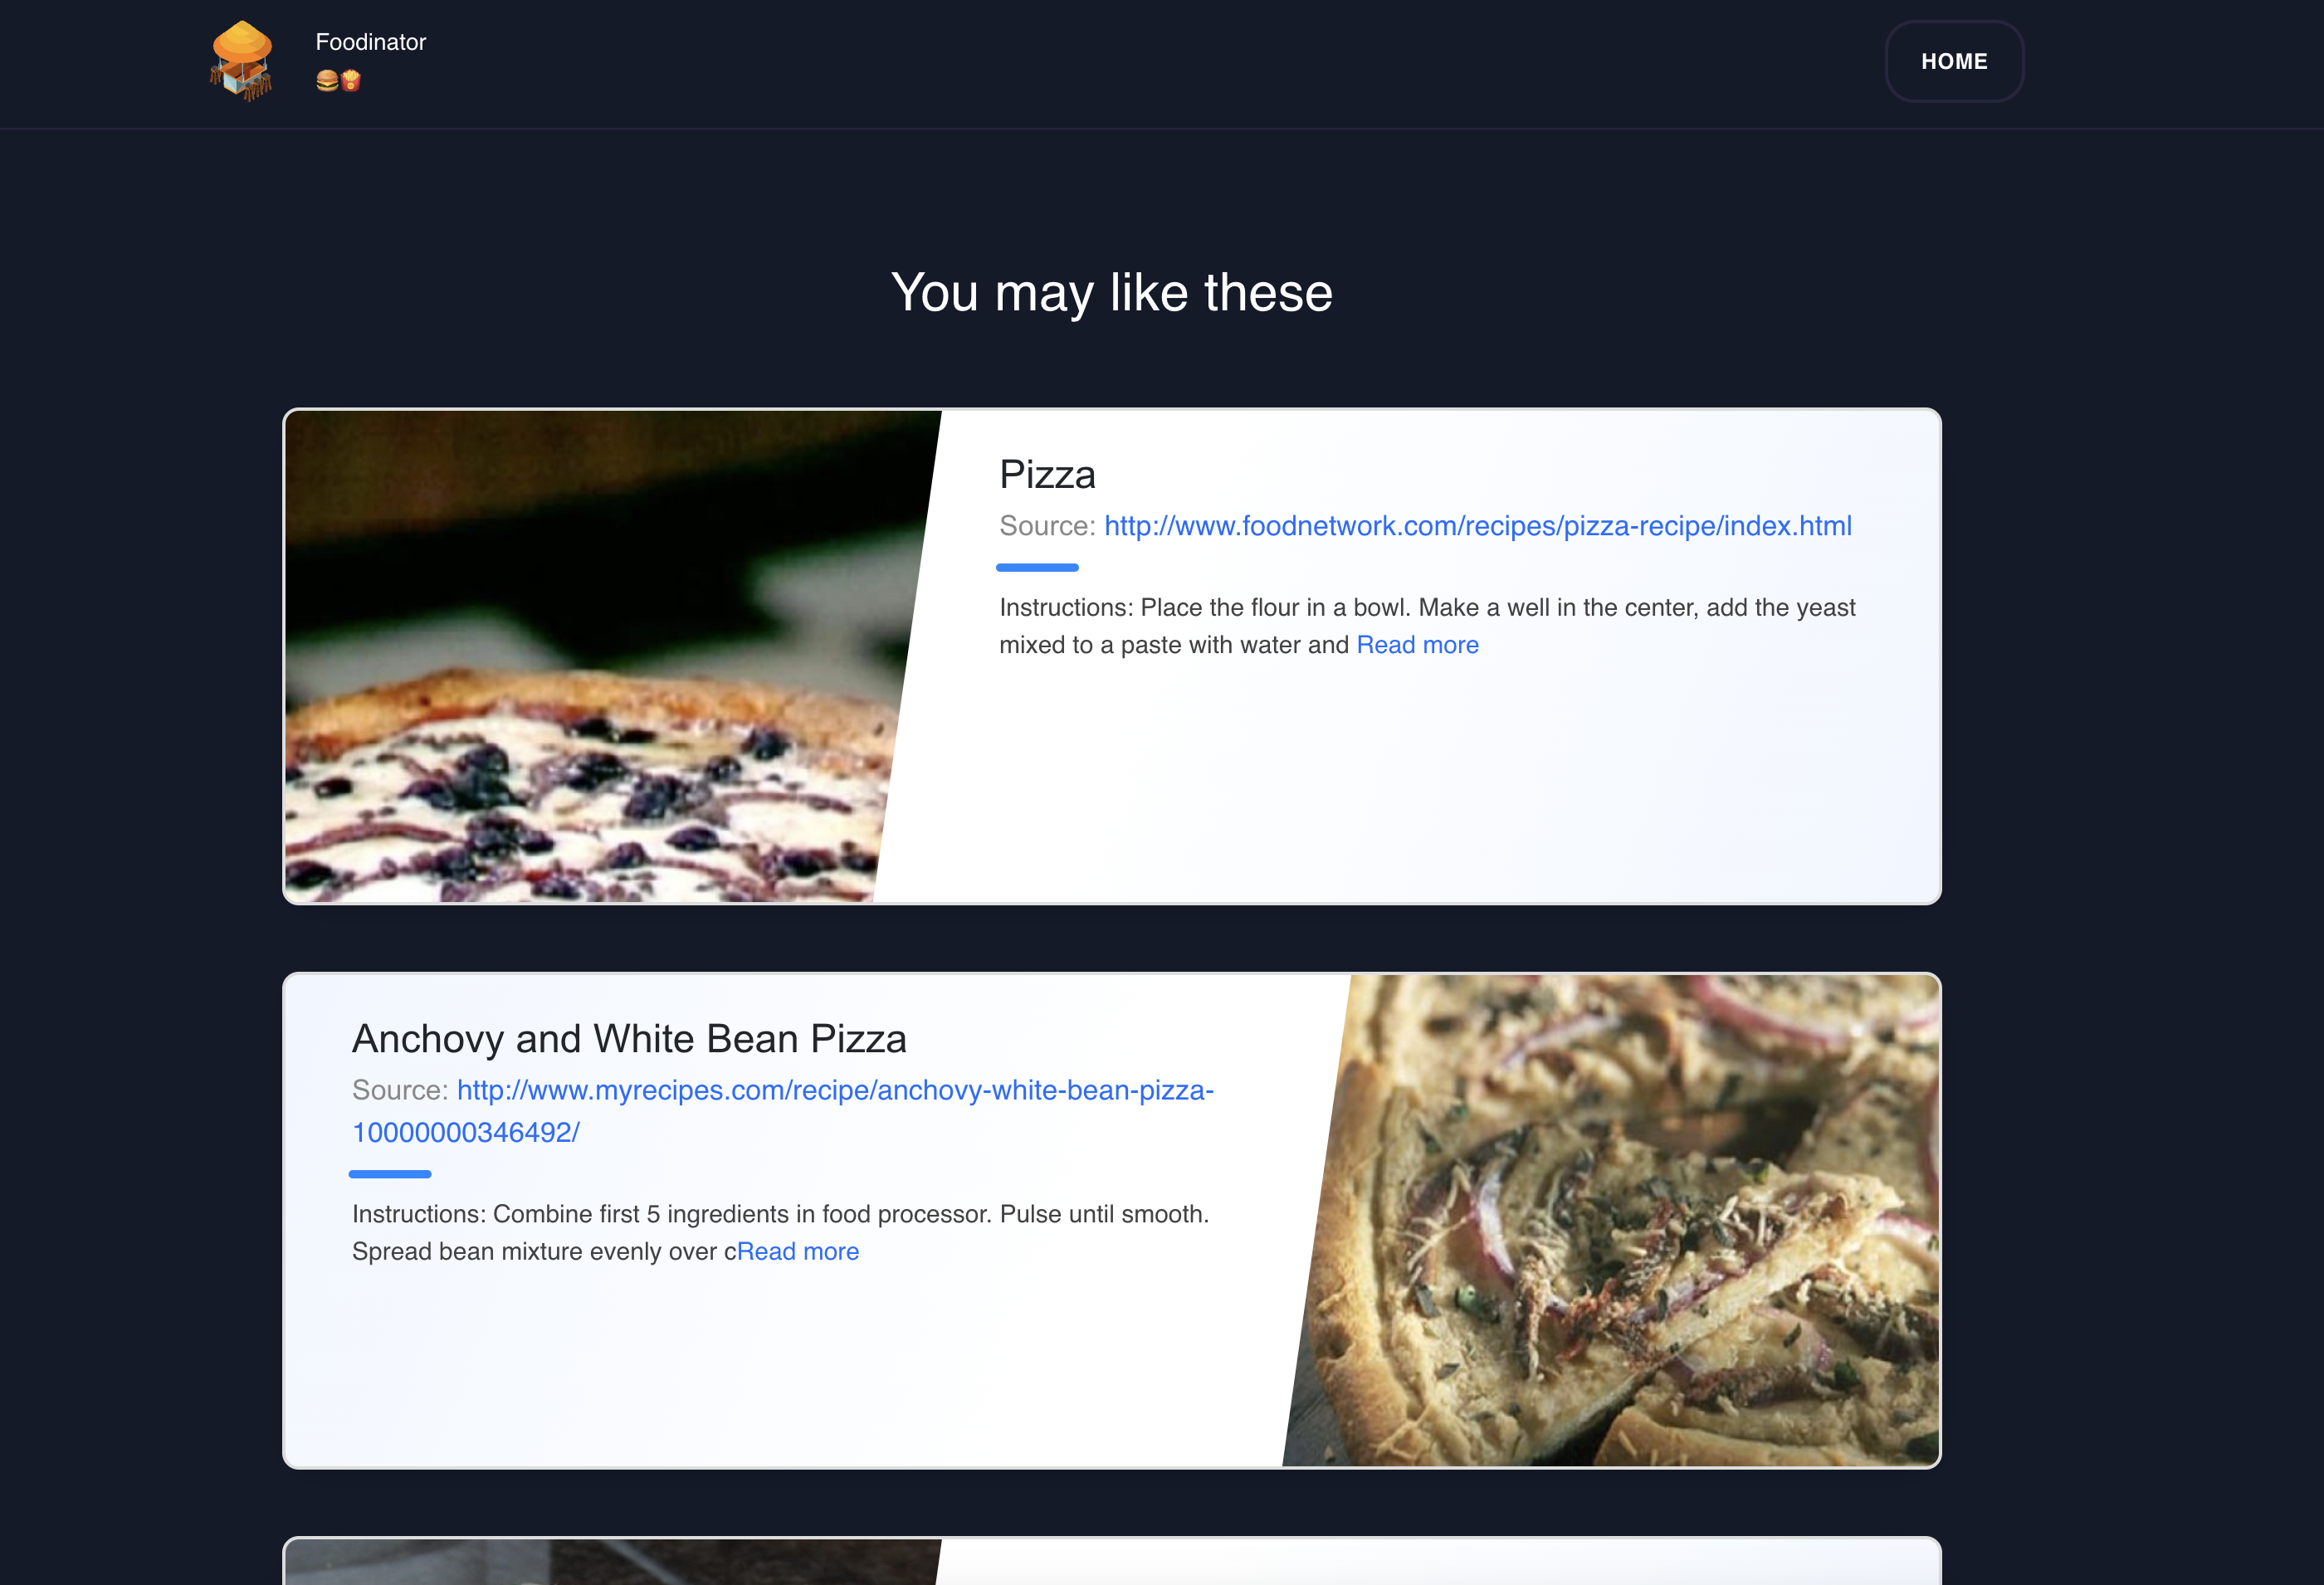 Foodinator
🍔🍟
HOME
You may like these
Pizza
Source: http://www.foodnetwork.com/recipes/pizza-recipe/index.html
Instructions: Place the flour in a bowl. Make a well in the center, add the yeast
mixed to a paste with water and Read more
Anchovy and White Bean Pizza
Source: http://www.myrecipes.com/recipe/anchovy-white-bean-pizza-
10000000346492/
Instructions: Combine first 5 ingredients in food processor. Pulse until smooth.
Spread bean mixture evenly over cRead more